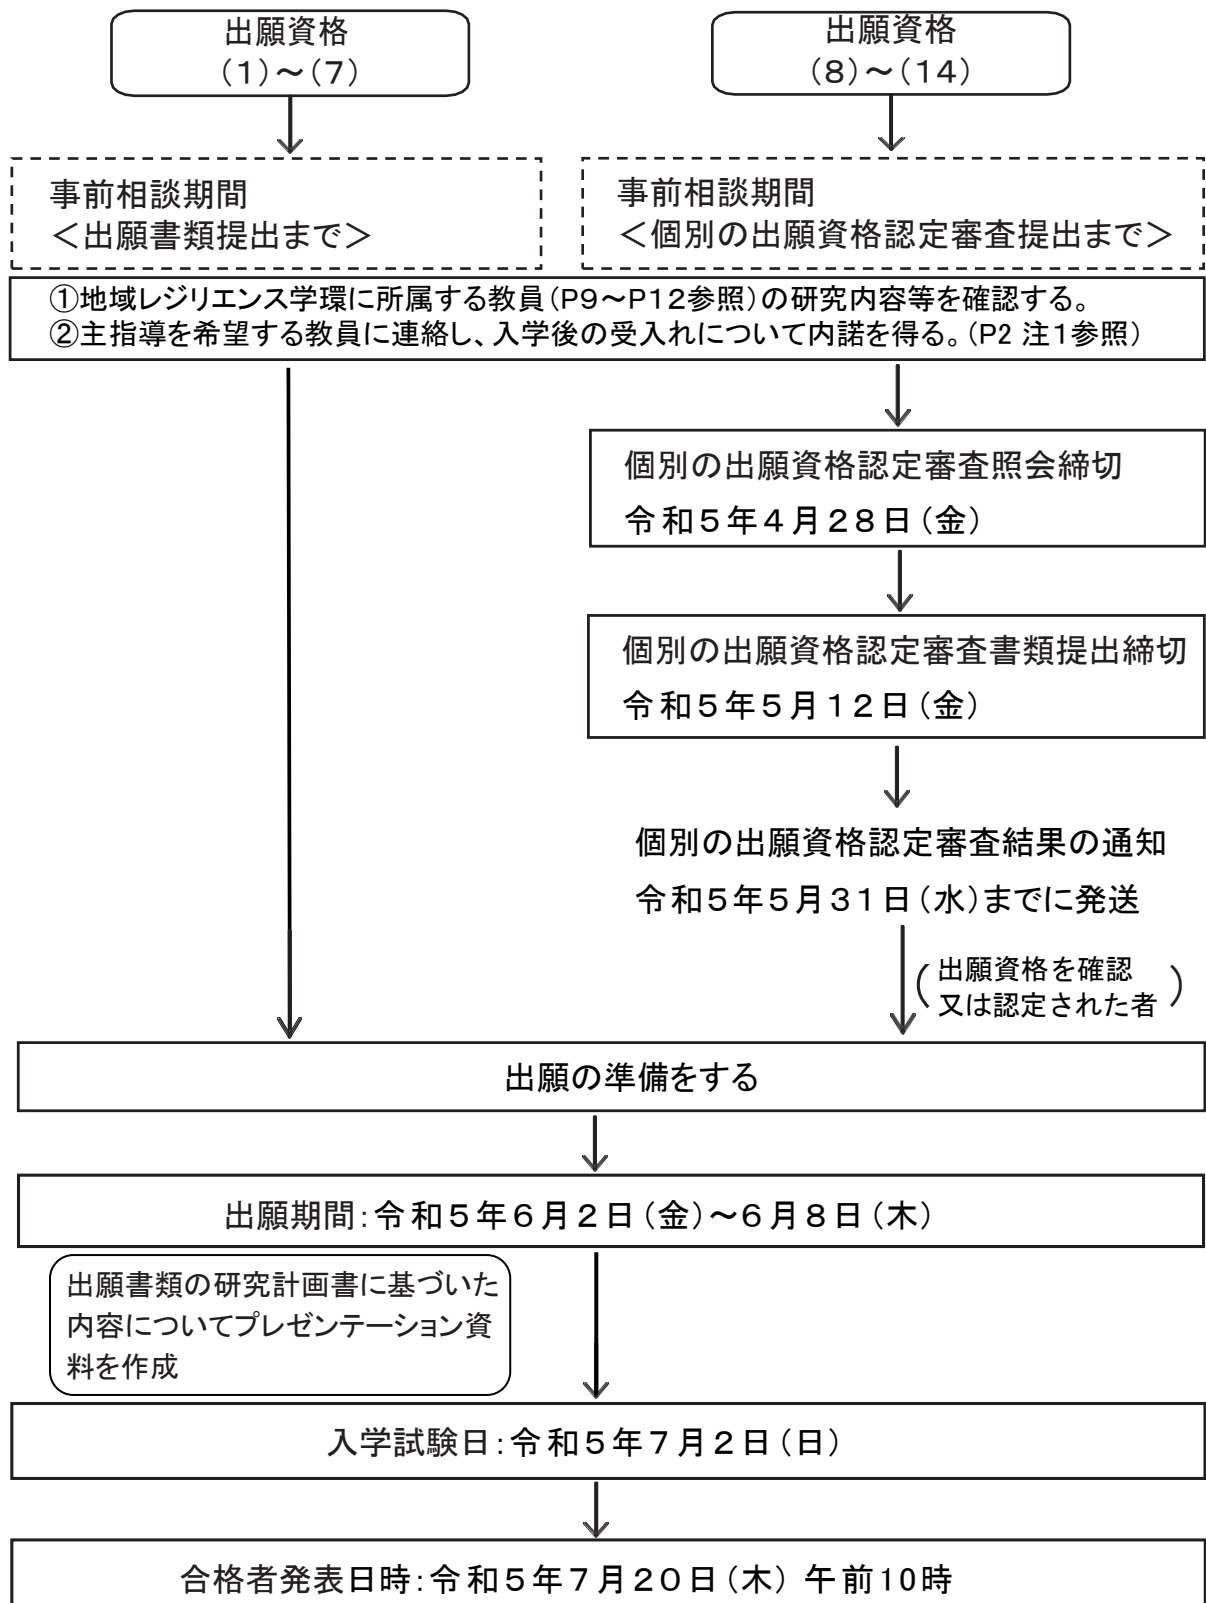 出願資格
(1)～(7)
出願資格
(8)～(14)
事前相談期間
＜出願書類提出まで＞
事前相談期間
＜個別の出願資格認定審査提出まで＞
①地域レジリエンス学環に所属する教員(P9～P12参照)の研究内容等を確認する。
②主指導を希望する教員に連絡し、入学後の受入れについて内諾を得る。(P2 注1参照)
個別の出願資格認定審査照会締切
令和5年4月28日(金)
個別の出願資格認定審査書類提出締切
令和5年5月12日(金)
個別の出願資格認定審査結果の通知
令和5年5月31日(水)までに発送
(出願資格を確認
又は認定された者)
出願の準備をする
出願期間:令和5年6月2日(金)～6月8日(木)
出願書類の研究計画書に基づいた
内容についてプレゼンテーション資
料を作成
入学試験日:令和5年7月2日(日)
合格者発表日時:令和5年7月20日(木) 午前10時